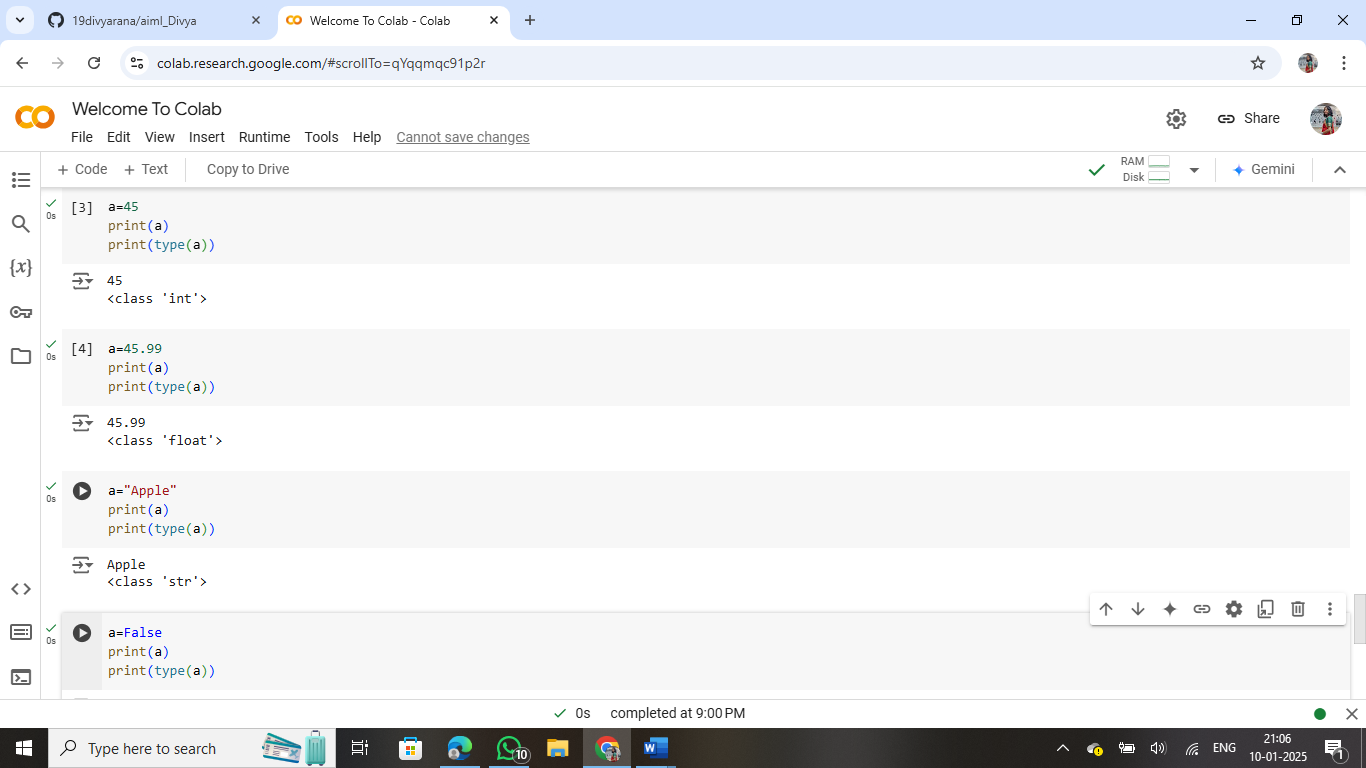 19divyarana/aiml_Divya
Welcome To Colab - Colab
colab.research.google.com/#scrollTo=qYqqmqc91p2r
Welcome To Colab
File Edit View Insert Runtime Tools Help Cannot save changes
Share
+ Code + Text Copy to Drive
RAM
Disk
Gemini
0s
[3] a=45
print(a)
print(type(a))
45
<class 'int'>
0s
[4] a=45.99
print(a)
print(type(a))
45.99
<class 'float'>
0s
a="Apple"
print(a)
print(type(a))
Apple
<class 'str'>
0s
a=False
print(a)
print(type(a))
{x}
0s completed at 9:00 PM
Type here to search
10
W
ENG
21:06
10-01-2025
1